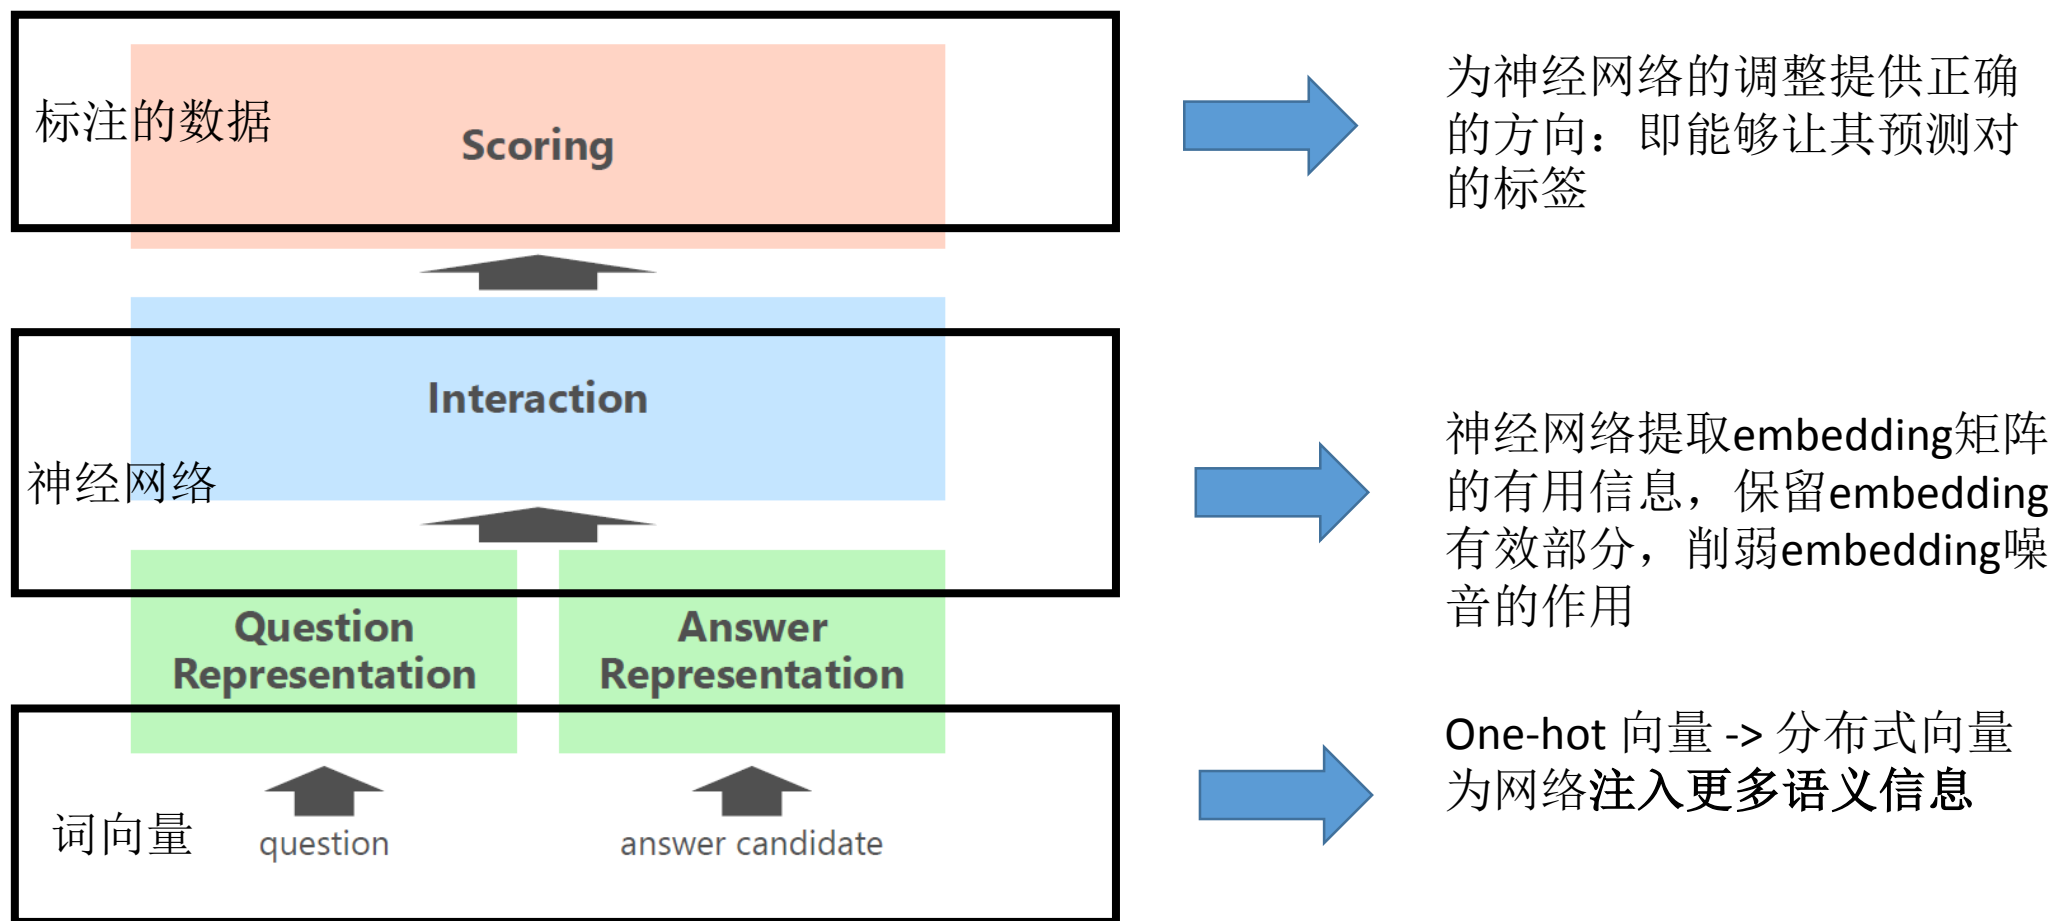 标注的数据
Scoring
为神经网络的调整提供正确
的方向：即能够让其预测对
的标签
Interaction
神经网络
神经网络提取embedding矩阵
的有用信息，保留embedding
有效部分，削弱embedding噪
音的作用
Question
Representation
Answer
Representation
One-hot 向量 -> 分布式向量
为网络注入更多语义信息
词向量
question
answer candidate